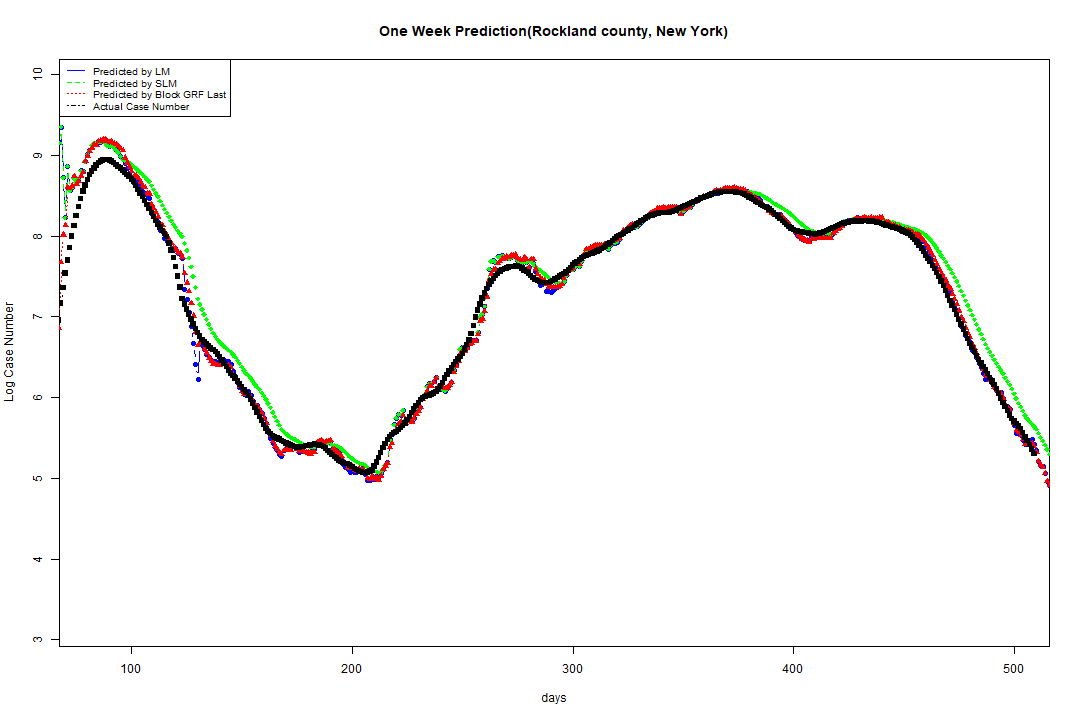 One Week Prediction(Rockland county, New York)
Predicted by LM
Predicted by SLM
Predicted by Block GRF Last
Actual Case Number
10
9
8
7
6
5
4
3
Log Case Number
100 200 300 400 500
days